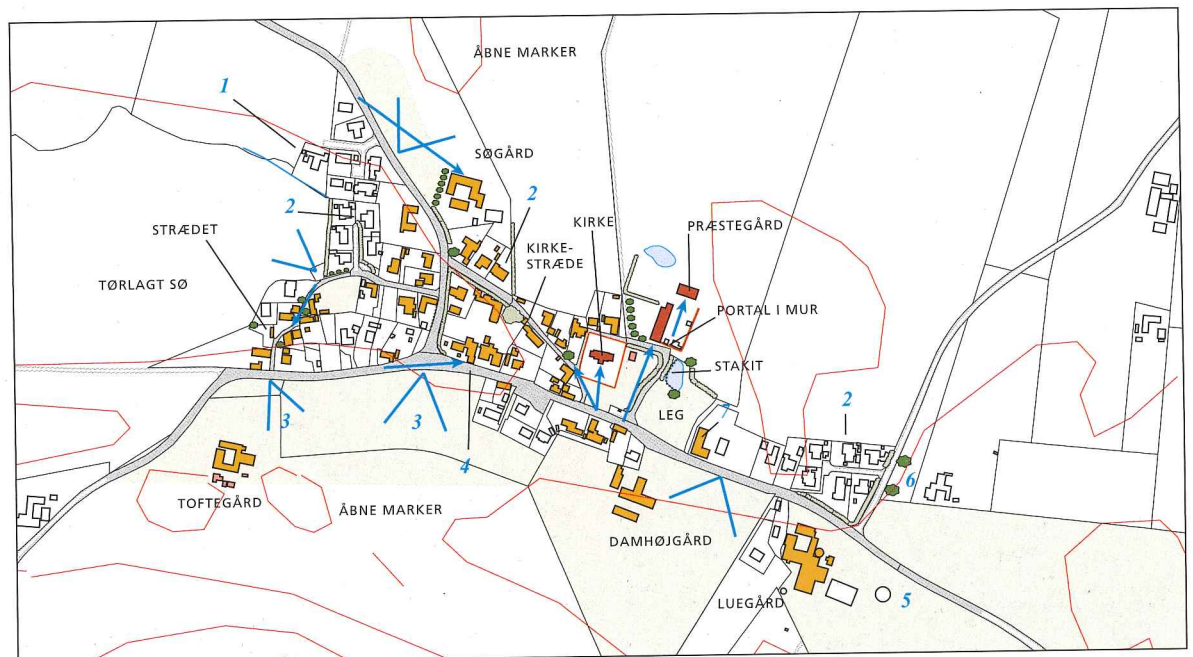 ÅBNE MARKER
1
SØGÅRD
2
2
KIRKE
PRÆSTEGÅRD
STRÆDET
KIRKE-
STRÆDE
TØRLAGT SØ
PORTAL I MUR
STAKIT
LEG
7
2
3
3
4
6
TOFTEGÅRD
ÅBNE MARKER
DAMHØJGÅRD
LUEGÅRD
5